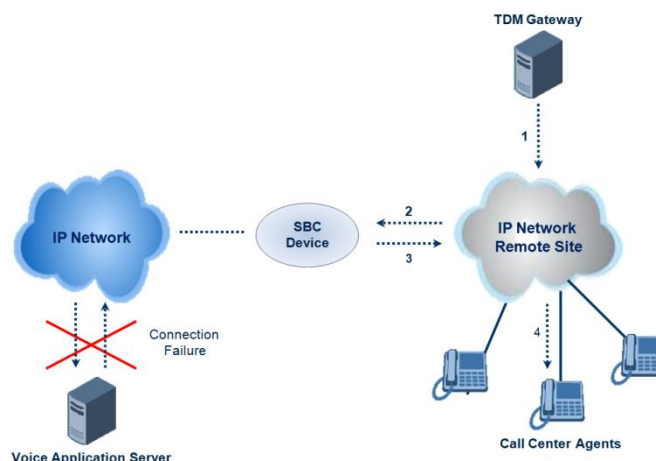 TDM Gateway
1
IP Network
SBC
Device
2
3
IP Network
Remote Site
Connection
Failure
4
Voice Application Server
Call Center Agents